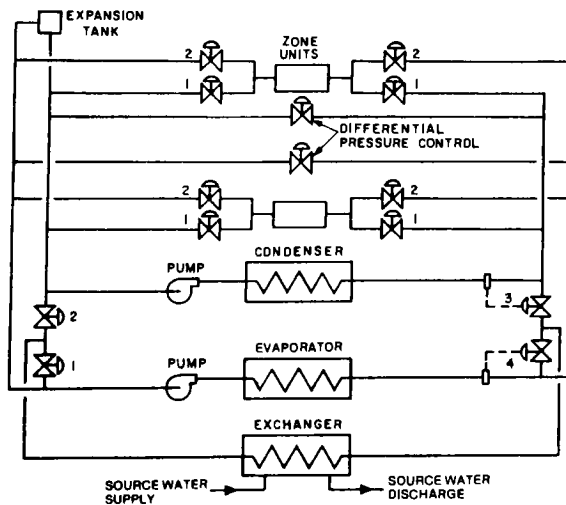 EXPANSION
TANK
ZONE
UNITS
2
2
1
1
DIFFERENTIAL
PRESSURE CONTROL
2
2
1
1
CONDENSER
PUMP
3
2
EVAPORATOR
PUMP
1
4
EXCHANGER
SOURCE WATER
SUPPLY
SOURCE WATER
DISCHARGE